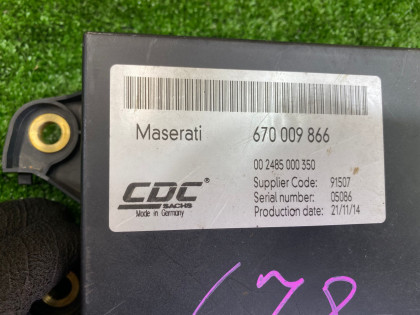 Maserati 670 009 866
00 2485 000 350
CDC®
SACHS
Made in Germany
Supplier Code: 91507
Serial number: 05086
Production date: 21/11/14